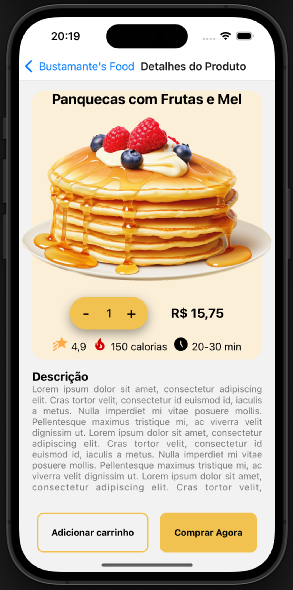 20:19
Bustamante's Food Detalhes do Produto
Panquecas com Frutas e Mel
- 1 + R$ 15,75
4,9 150 calorias 20-30 min
Descrição
Lorem ipsum dolor sit amet, consectetur adipiscing
elit. Cras tortor velit, consectetur id euismod id, iaculis
a metus. Nulla imperdiet mi vitae posuere mollis.
Pellentesque maximus tristique mi, ac viverra velit
dignissim ut. Lorem ipsum dolor sit amet, consectetur
adipiscing elit. Cras tortor velit, consectetur id
euismod id, iaculis a metus. Nulla imperdiet mi vitae
posuere mollis. Pellentesque maximus tristique mi, ac
viverra velit dignissim ut. Lorem ipsum dolor sit amet,
consectetur adipiscing elit. Cras tortor velit,
Adicionar carrinho Comprar Agora